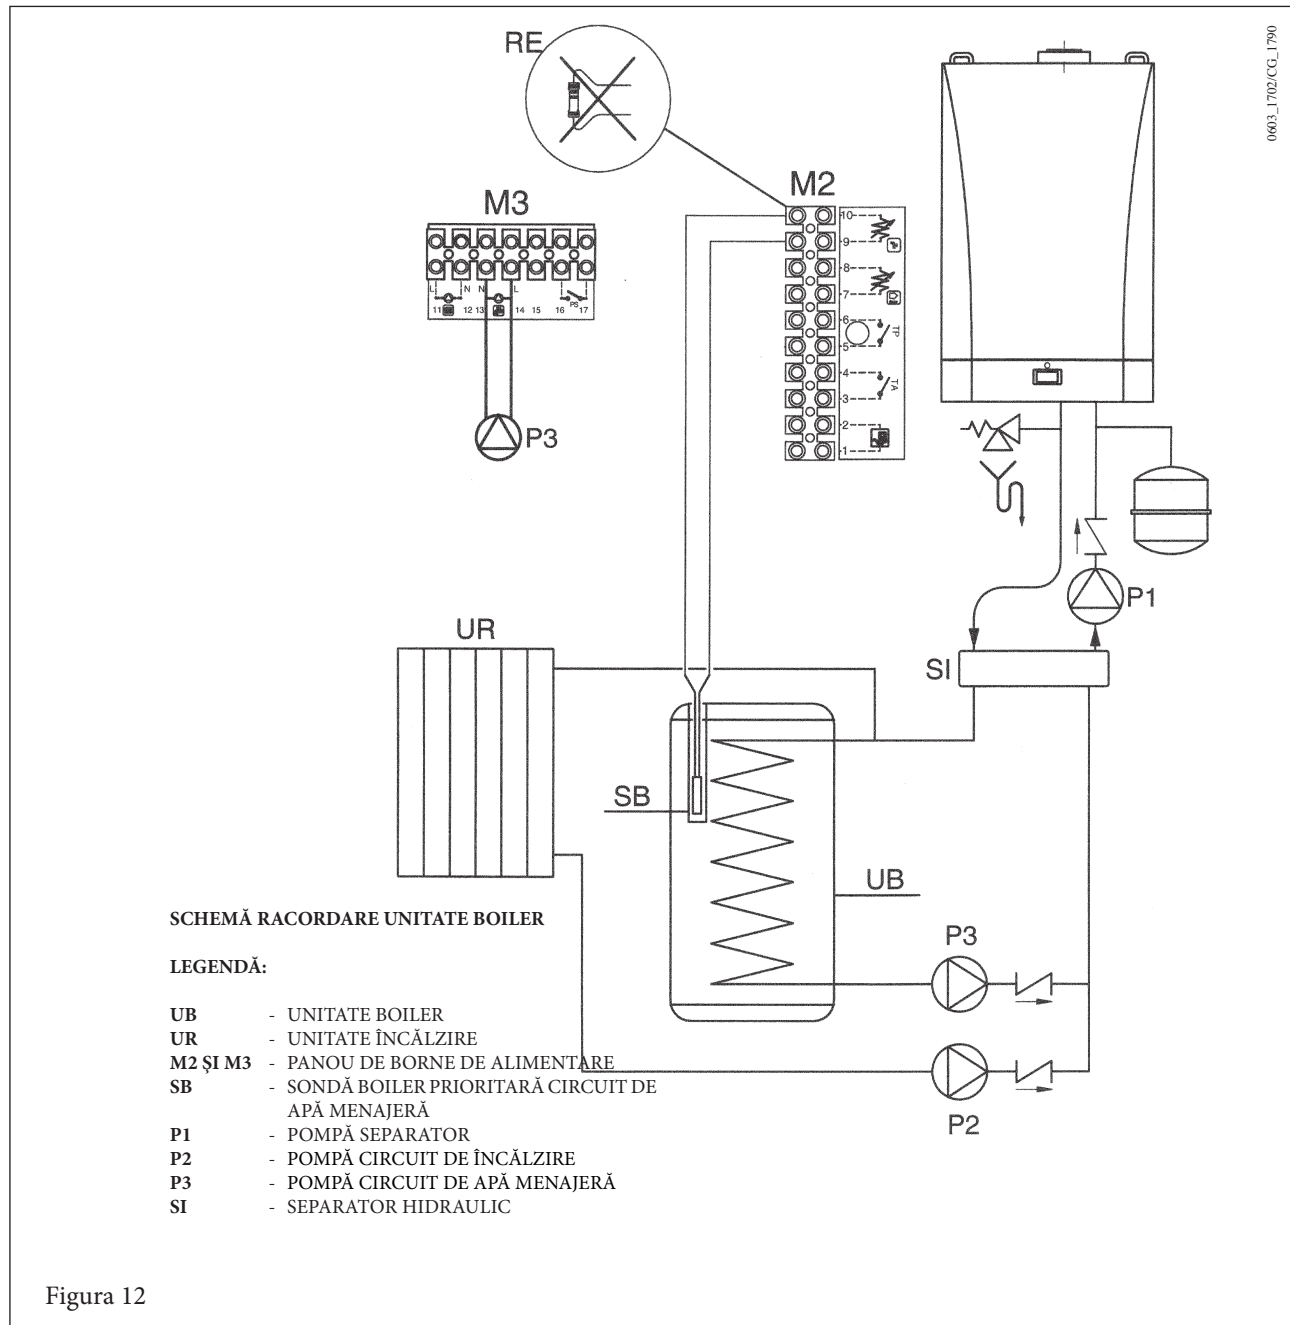 RE
0603_1702/CG_1790
M3
M2
10
9
8
7
6
5
4
3
2
1
TP
TA
L N N L
PS
11 12 13 14 15 16 17
P3
P1
UR
SI
SB
UB
P3
P2
SCHEMĂ RACORDARE UNITATE BOILER
LEGENDĂ:
UB - UNITATE BOILER
UR - UNITATE ÎNCĂLZIRE
M2 ȘI M3 - PANOU DE BORNE DE ALIMENTARE
SB - SONDĂ BOILER PRIORITARĂ CIRCUIT DE
APĂ MENAJERĂ
P1 - POMPĂ SEPARATOR
P2 - POMPĂ CIRCUIT DE ÎNCĂLZIRE
P3 - POMPĂ CIRCUIT DE APĂ MENAJERĂ
SI - SEPARATOR HIDRAULIC
Figura 12